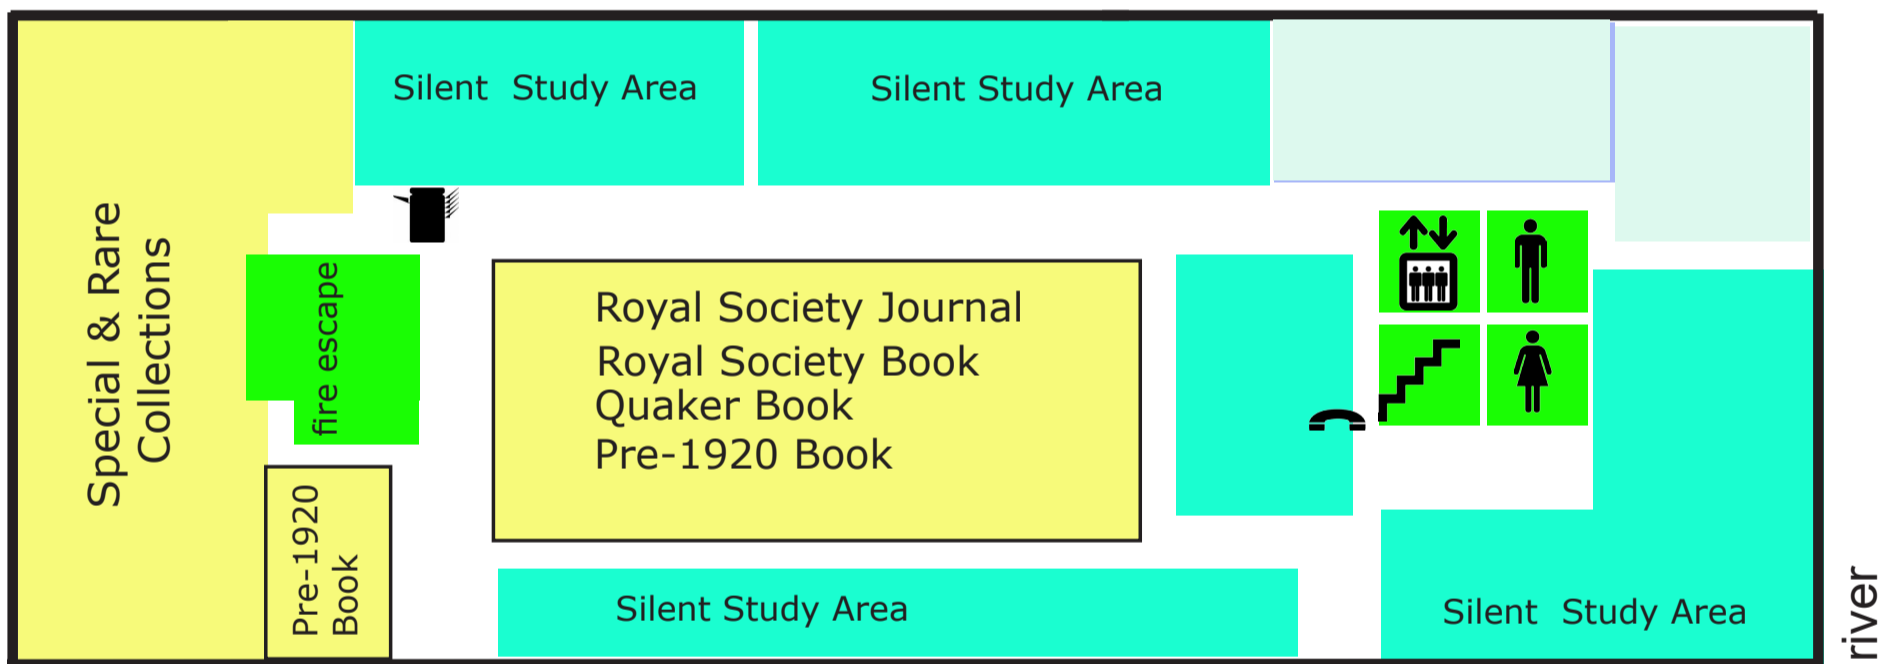 Silent Study Area
Silent Study Area
Special & Rare
Collections
fire escape
Royal Society Journal
Royal Society Book
Quaker Book
Pre-1920 Book
Pre-1920
Book
Silent Study Area
Silent Study Area
river